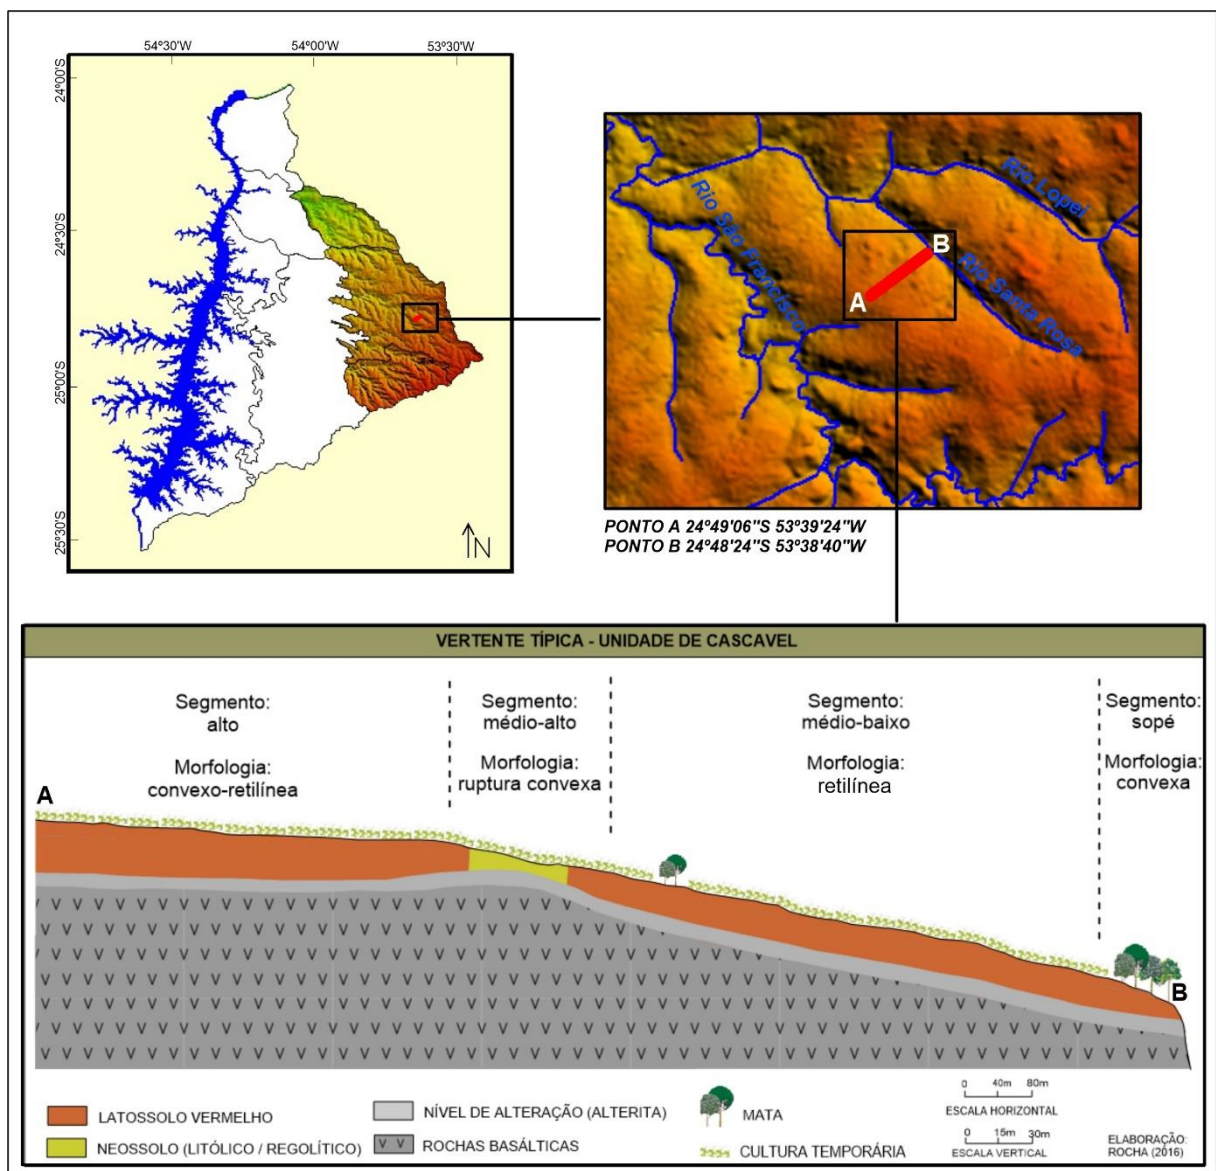 54°30'W 54°00'W 53°30'W
24°00'S
24°30'S
25°00'S
25°30'S
N
Rio São Francisco
Rio Lopeí
Rio Santa Rosa
A
B
PONTO A 24°49'06"S 53°39'24"W
PONTO B 24°48'24"S 53°38'40"W
VERTENTE TÍPICA - UNIDADE DE CASCAVEL
Segmento:
alto
Morfologia:
convexo-retilínea
Segmento:
médio-alto
Morfologia:
ruptura convexa
Segmento:
médio-baixo
Morfologia:
retilínea
Segmento:
sopé
Morfologia:
convexa
A
B
LATOSSOLO VERMELHO
NEOSSOLO (LITÓLICO / REGOLÍTICO)
NÍVEL DE ALTERAÇÃO (ALTERITA)
ROCHAS BASÁLTICAS
MATA
CULTURA TEMPORÁRIA
0 40m 80m
ESCALA HORIZONTAL
0 15m 30m
ESCALA VERTICAL
ELABORAÇÃO:
ROCHA (2016)